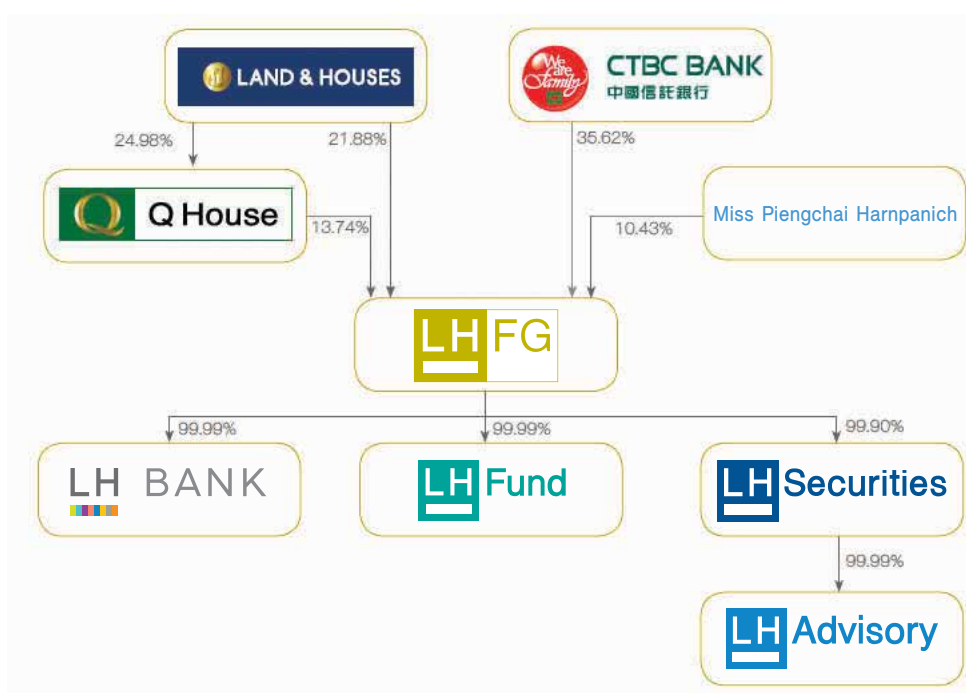 LAND & HOUSES
We are Family
CTBC BANK
中國信託銀行
24.98%
21.88%
35.62%
Q House
13.74%
10.43%
Miss Piengchai Harnpanich
LH FG
99.99%
99.99%
99.90%
LH BANK
LH Fund
LH Securities
99.99%
LH Advisory